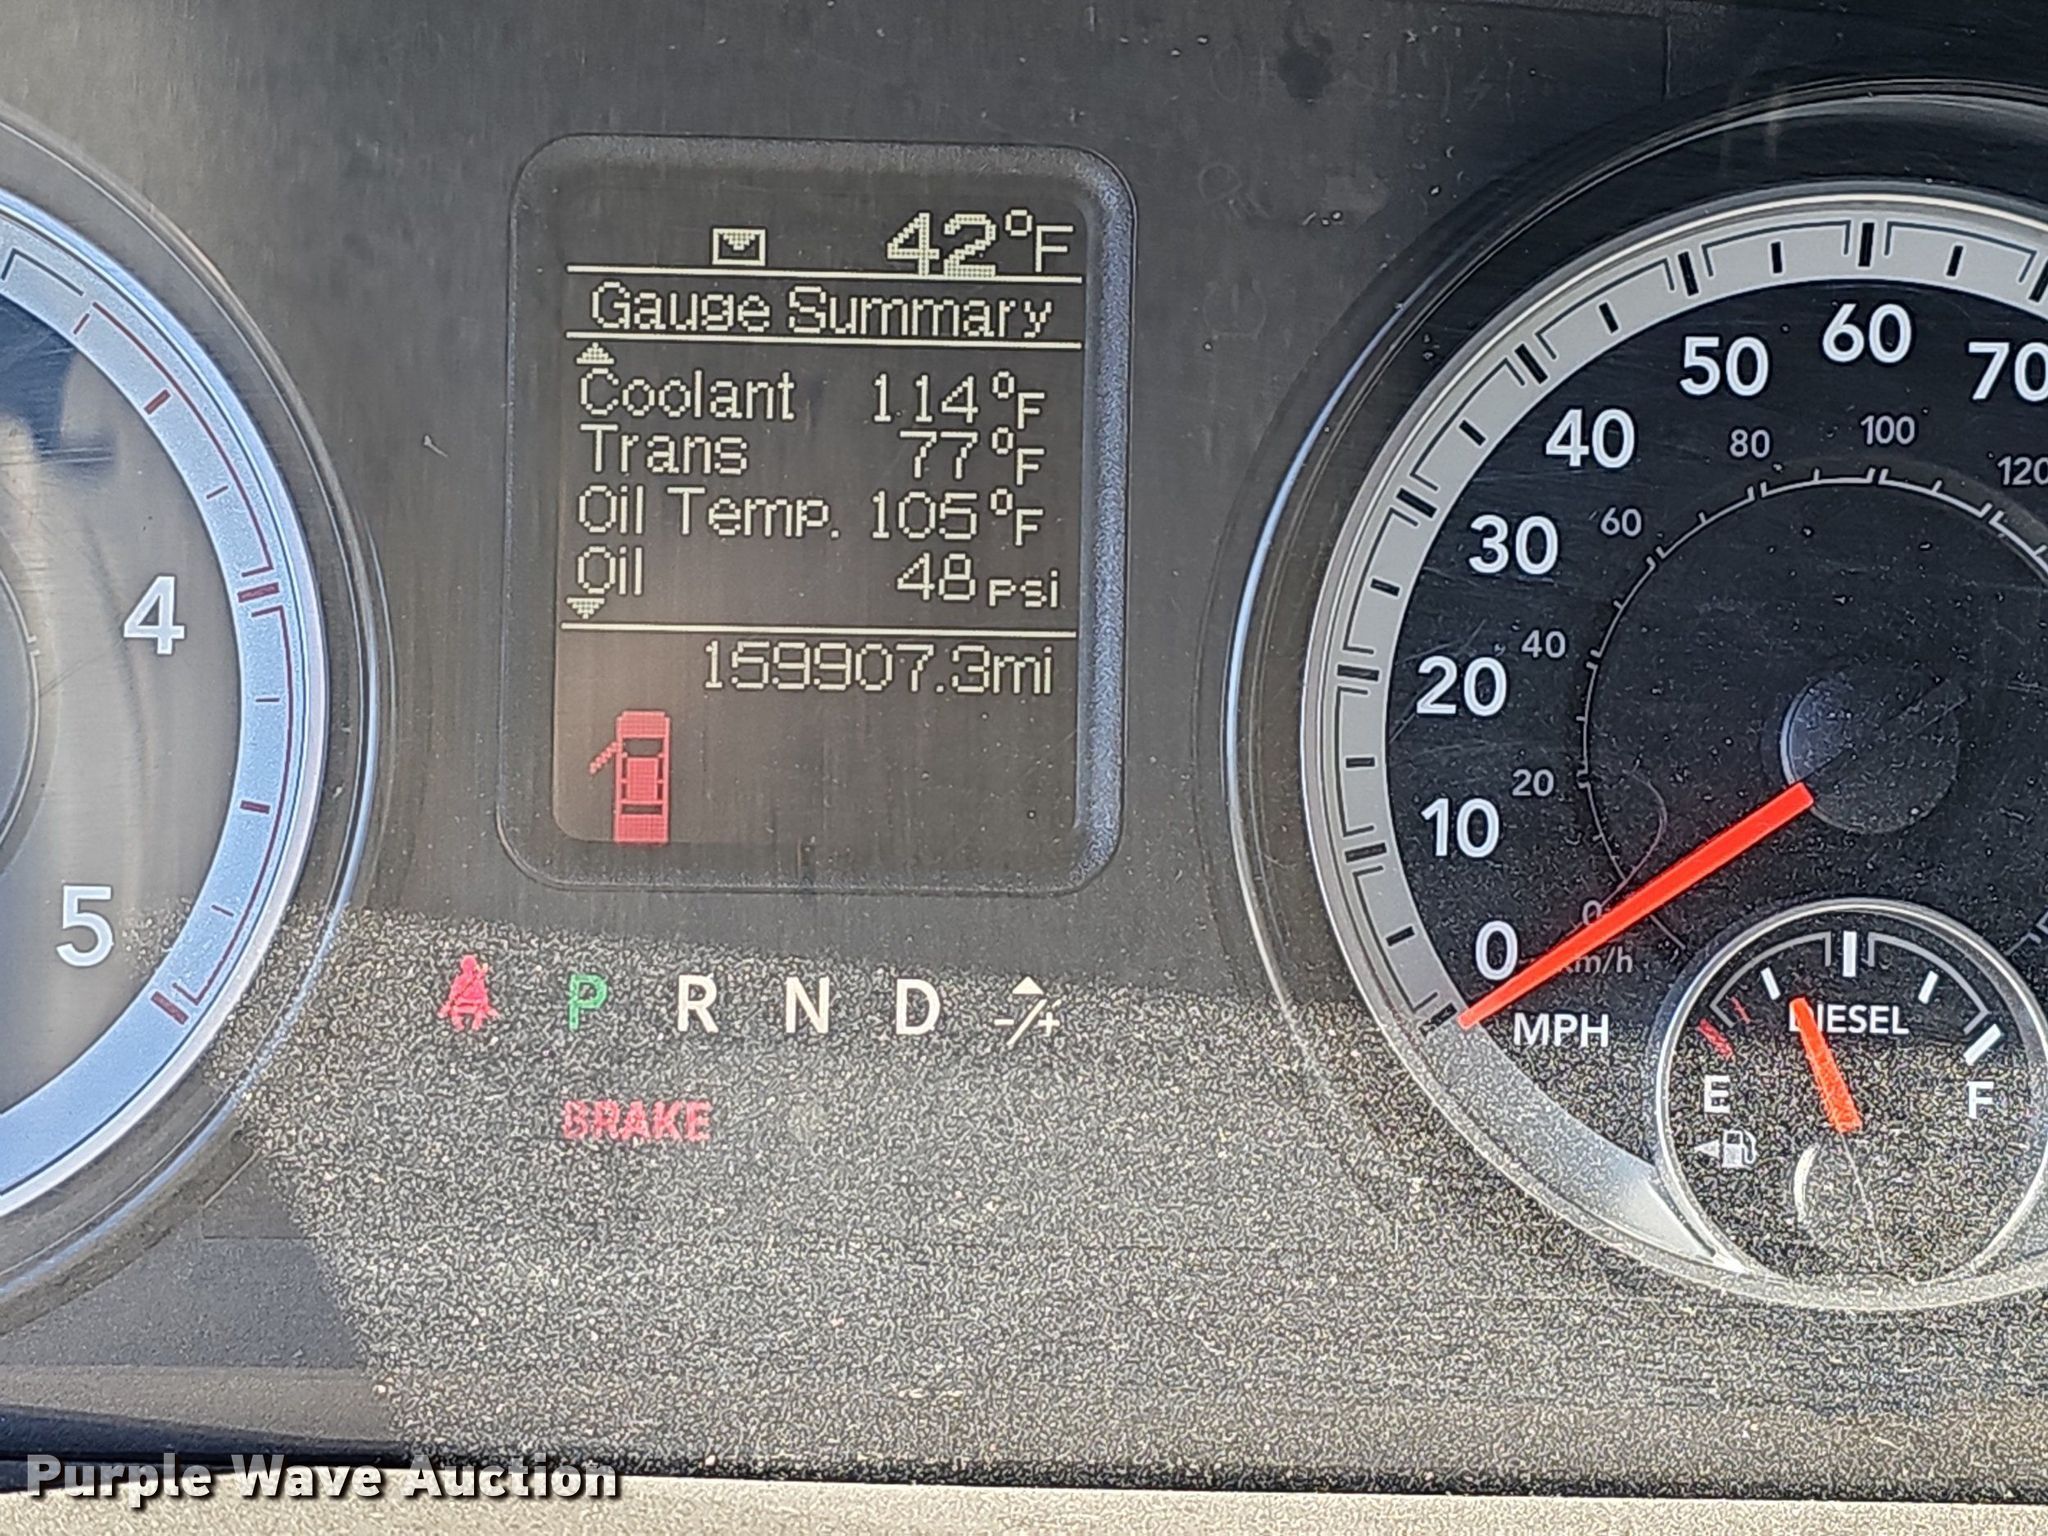 42°F
Gauge Summary
Coolant 114°F
Trans 77°F
Oil Temp. 105°F
Oil 48 psi
159907.3mi
4
5
P R N D -/+
BRAKE
0 10 20 30 40 50 60 70
0 20 40 60 80 100 120
km/h
MPH
DIESEL
E F
Purple Wave Auction